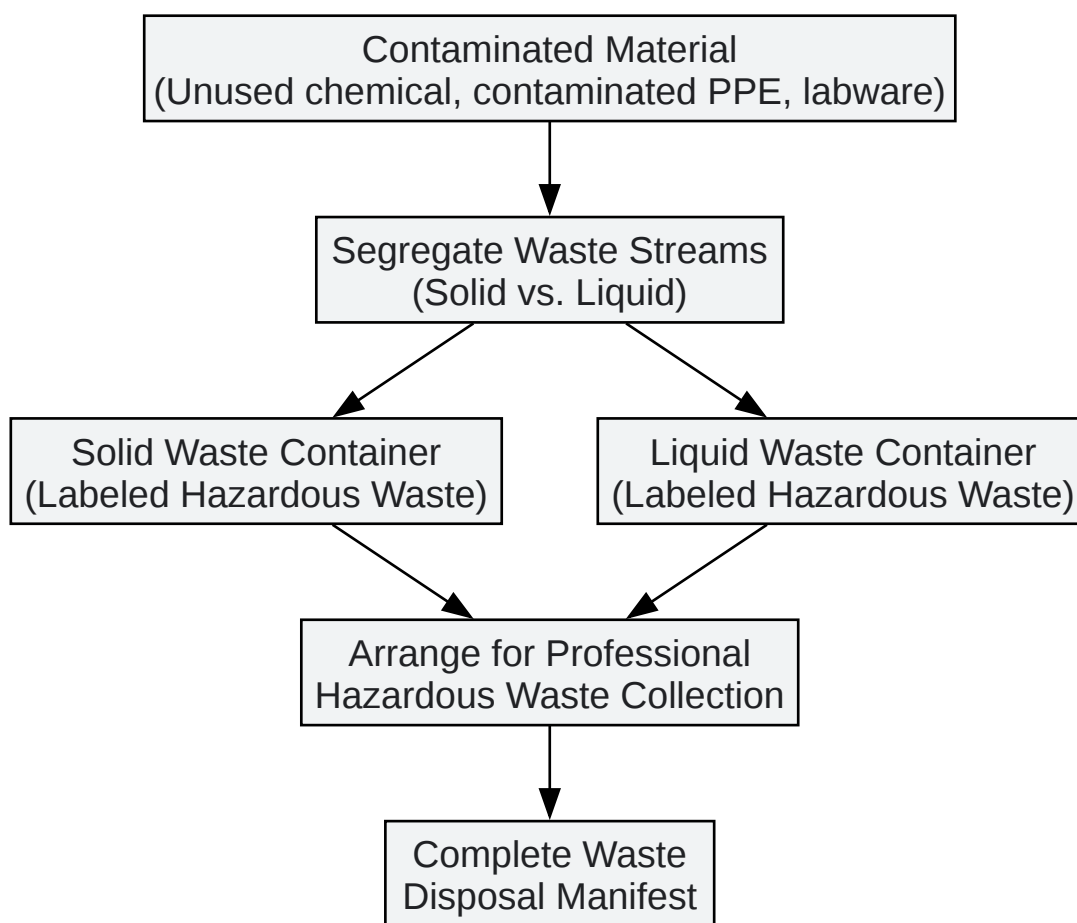 Contaminated Material
(Unused chemical, contaminated PPE, labware)
Segregate Waste Streams
(Solid vs. Liquid)
Solid Waste Container
(Labeled Hazardous Waste)
Liquid Waste Container
(Labeled Hazardous Waste)
Arrange for Professional
Hazardous Waste Collection
Complete Waste
Disposal Manifest